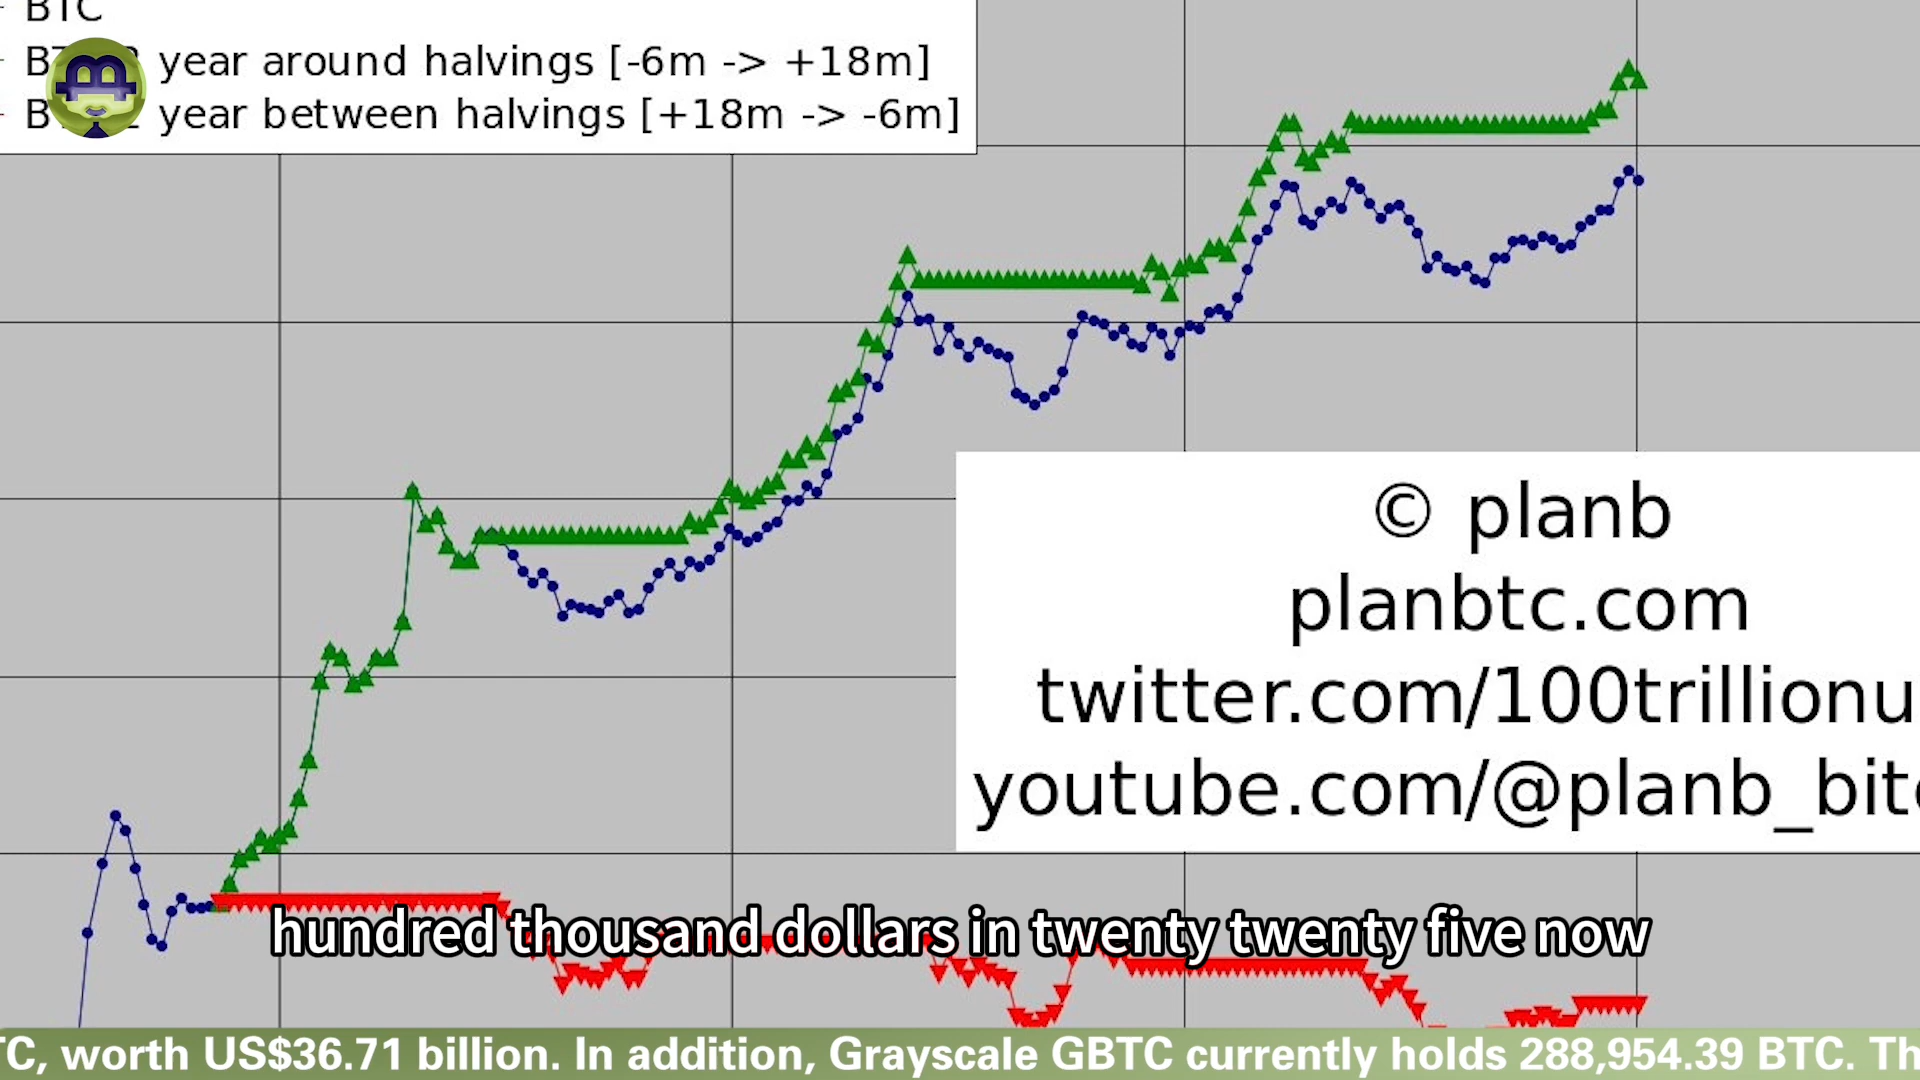 BTC
year around halvings [-6m -> +18m]
year between halvings [+18m -> -6m]
© planb
planbtc.com
twitter.com/100trillionu
youtube.com/@planb_bit
hundred thousand dollars in twenty twenty five now
TC, worth US$36.71 billion. In addition, Grayscale GBTC currently holds 288,954.39 BTC. Th